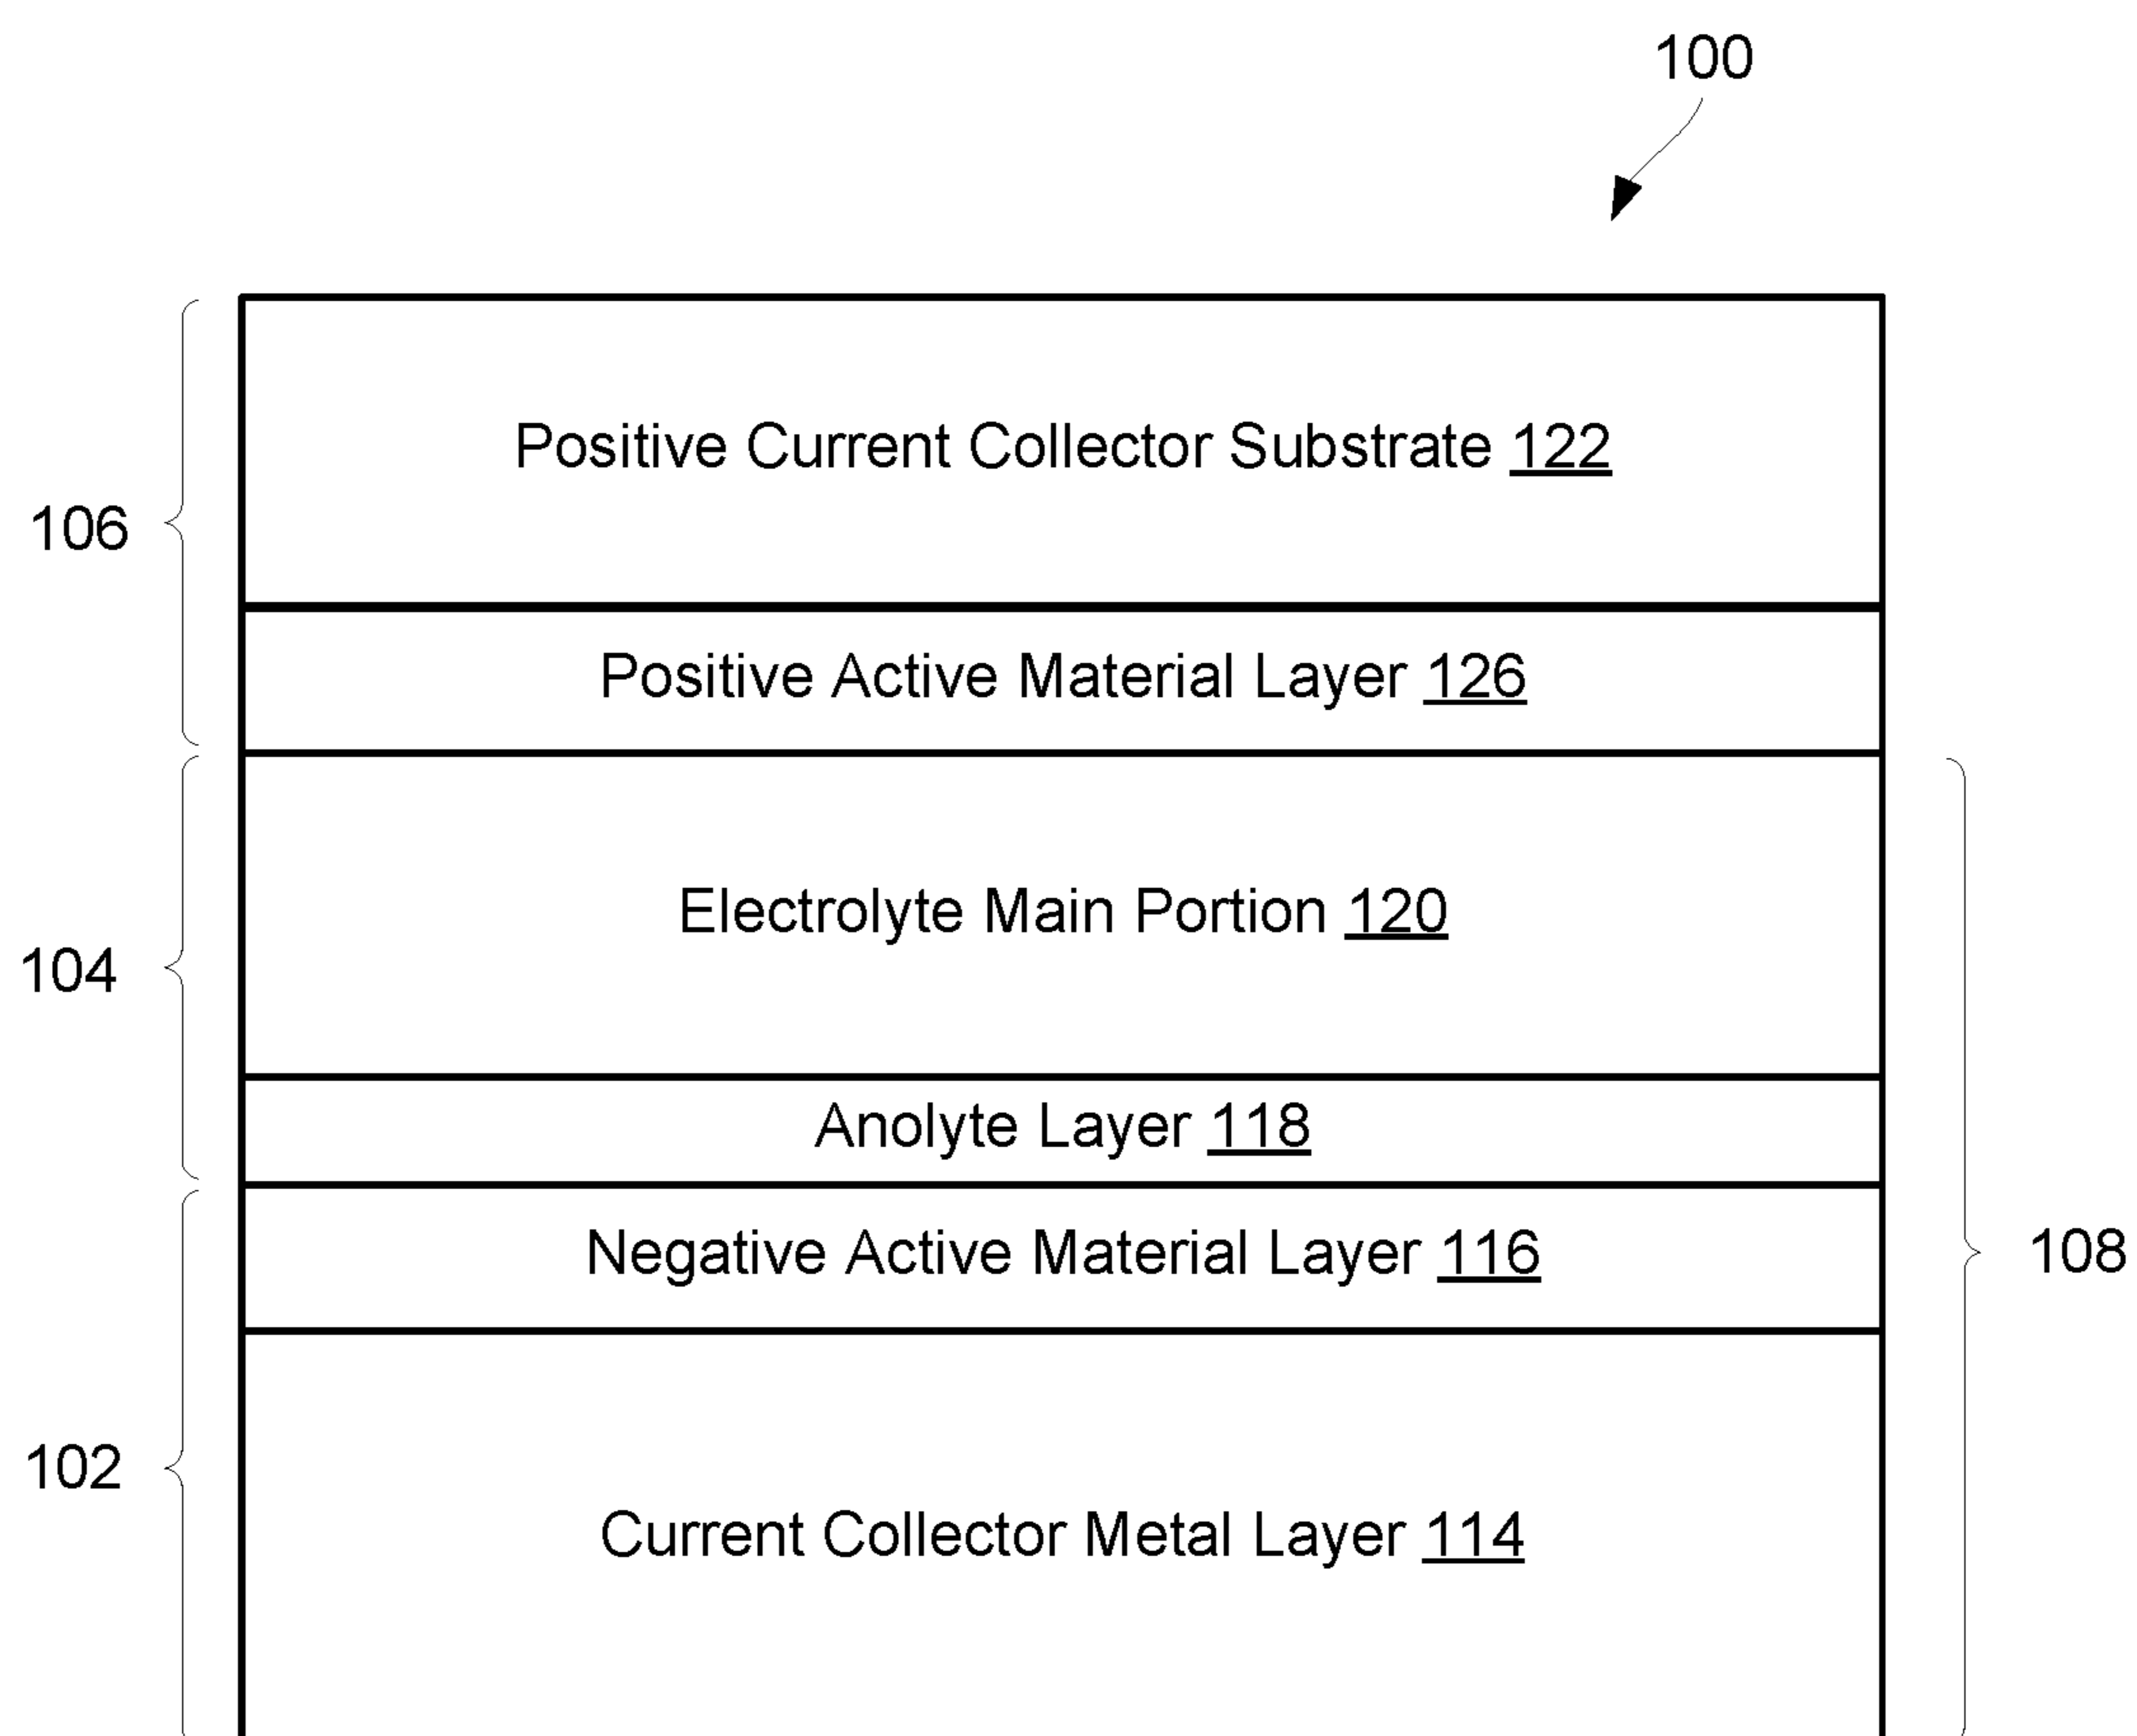 100
Positive Current Collector Substrate 122
106
Positive Active Material Layer 126
Electrolyte Main Portion 120
104
Anolyte Layer 118
Negative Active Material Layer 116
108
102
Current Collector Metal Layer 114